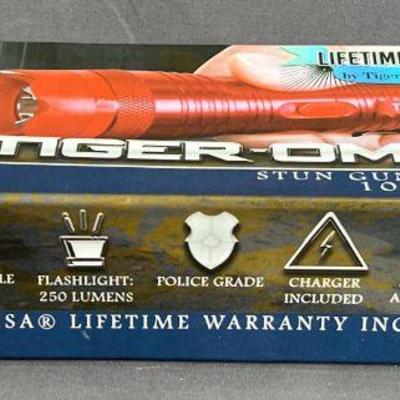 LIFETIME
by Tiger
TIGER-OM
STUN GUN
10
LE
FLASHLIGHT:
250 LUMENS
POLICE GRADE
CHARGER
INCLUDED
A
SA® LIFETIME WARRANTY INC